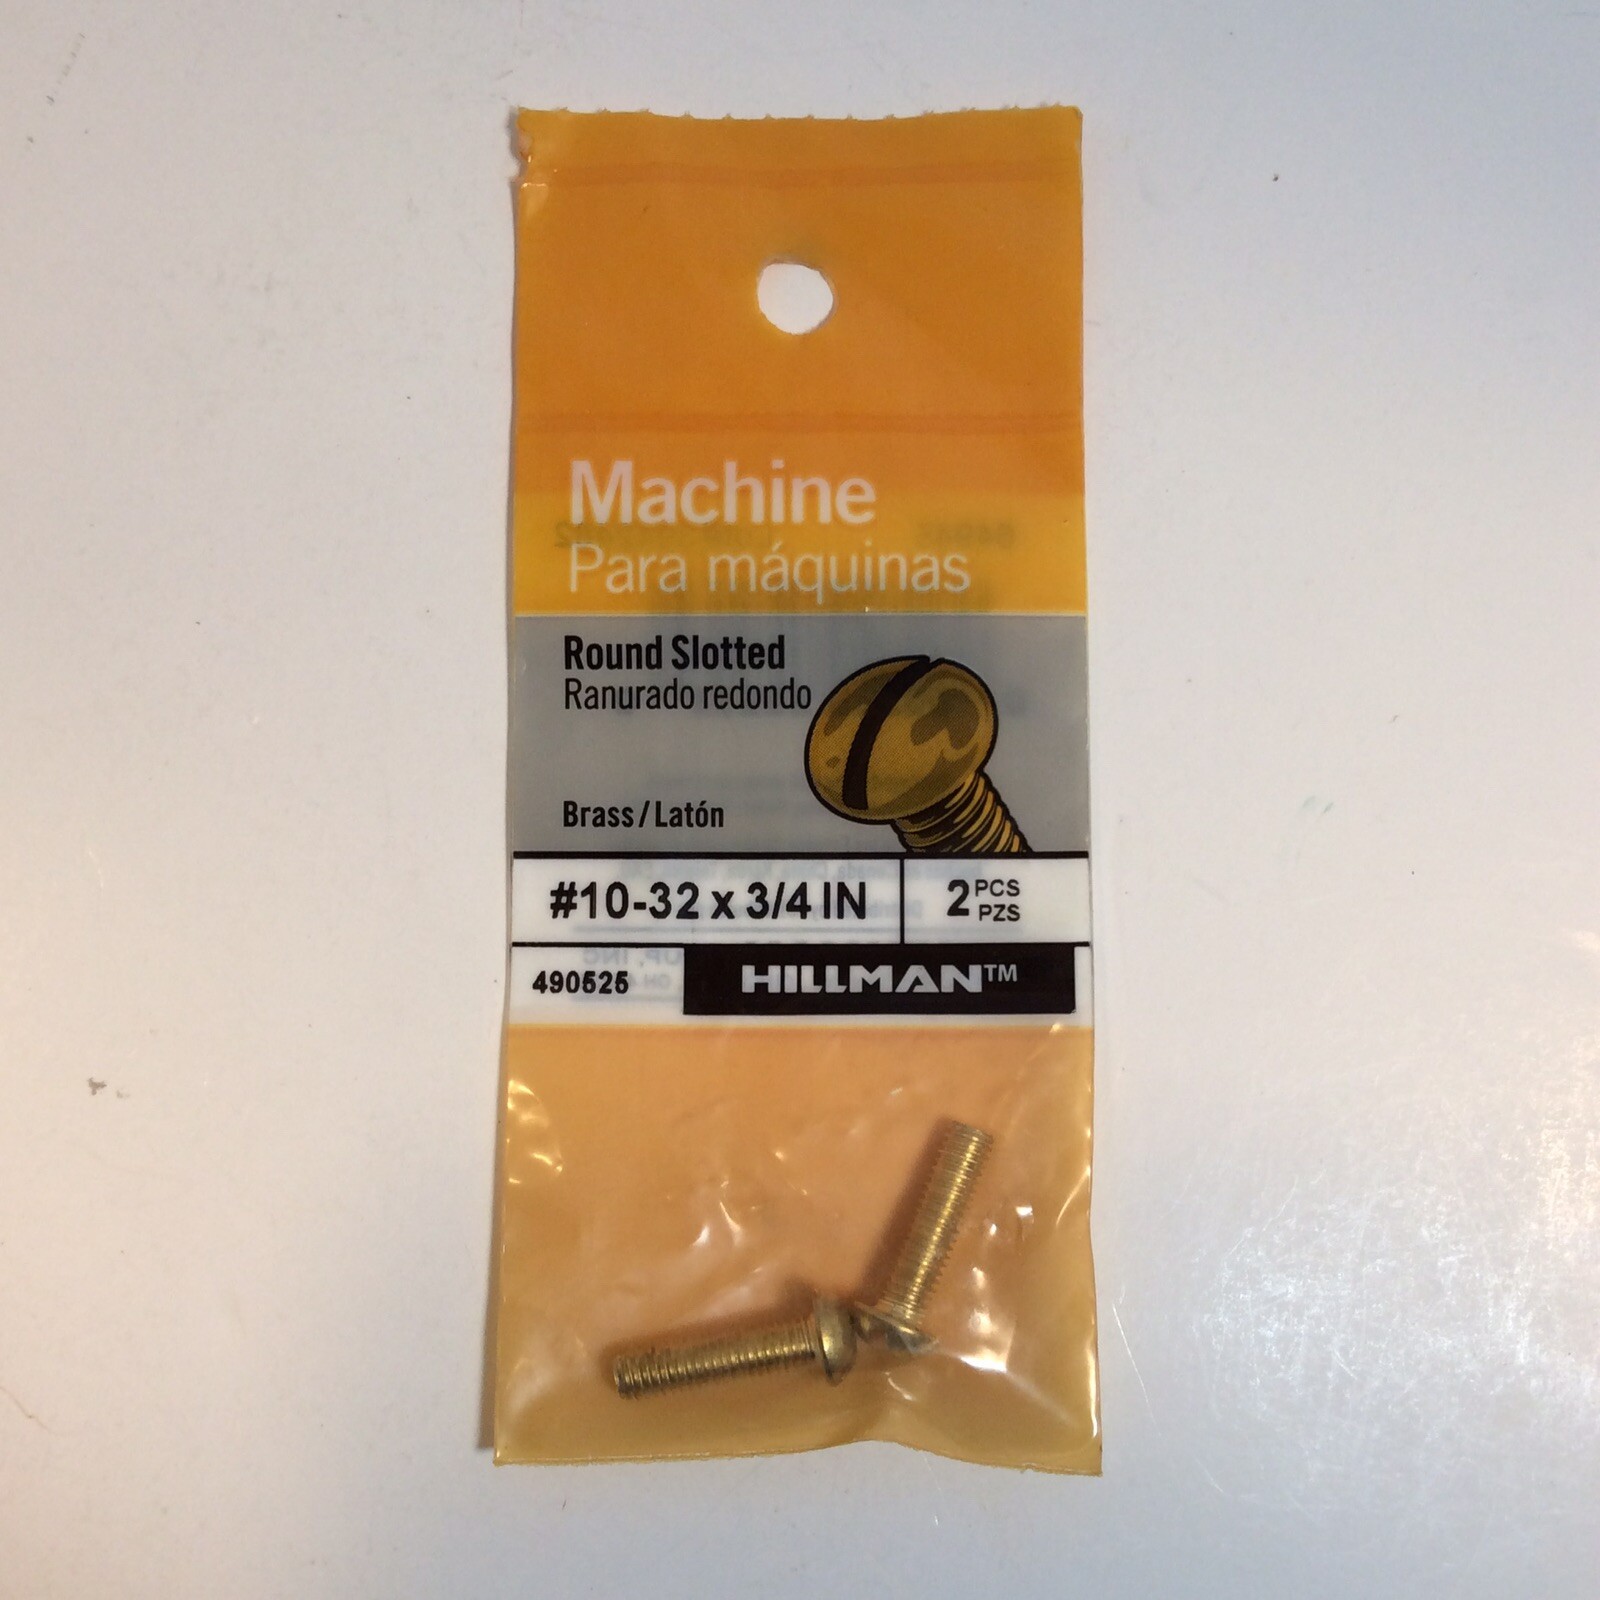 Machine
Para máquinas
Round Slotted
Ranurado redondo
Brass / Latón
#10-32 x 3/4 IN
2 PCS
PZS
490525
HILLMAN™